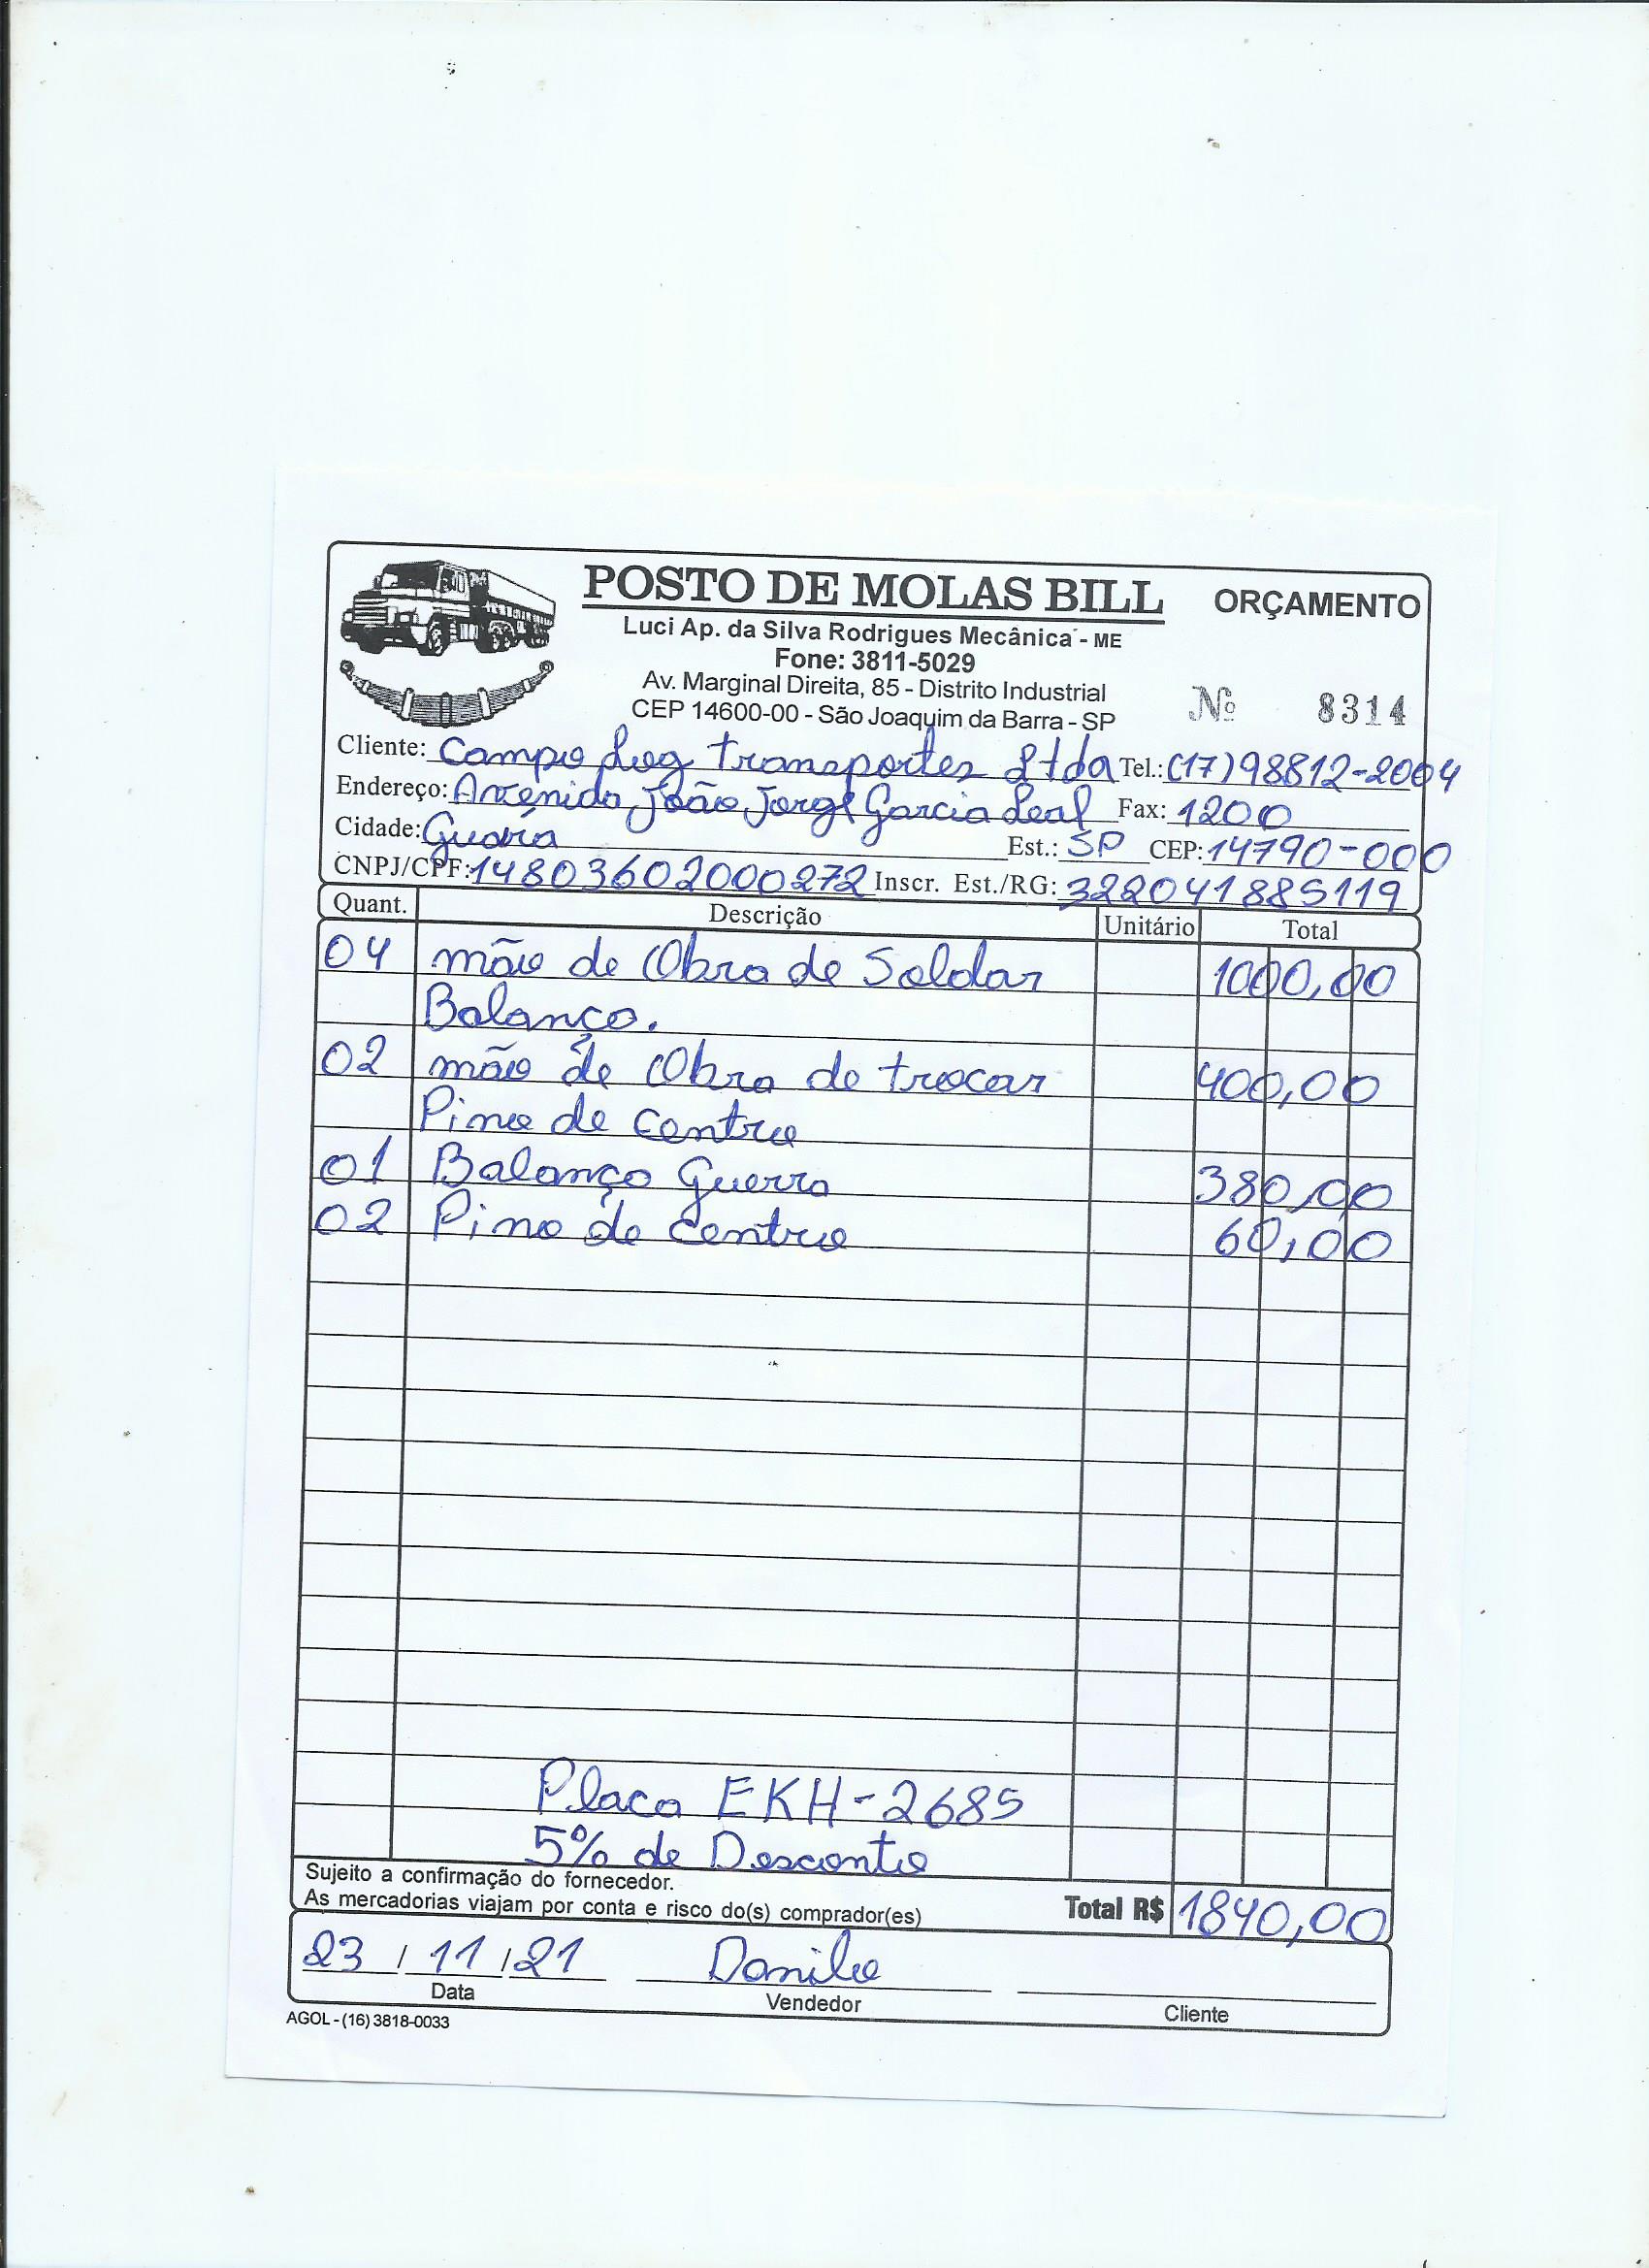 POSTO DE MOLAS BILL
ORÇAMENTO
Luci Ap. da Silva Rodrigues Mecânica - ME
Fone: 3811-5029
Av. Marginal Direita, 85 - Distrito Industrial
CEP 14600-00 - São Joaquim da Barra - SP
Nº 8314
Cliente: Campo Log transportes Ltda Tel.: (17)98812-2004
Endereço: Avenida João Jorge Garcia Leal Fax: 1200
Cidade: Guaíra Est.: SP CEP: 14790-000
CNPJ/CPF: 14803602000272 Inscr. Est./RG: 322041885119
Quant. Descrição Unitário Total
04 mão de Obra de Soldar 1000,00
Balanço.
02 mão de Obra de trocar 400,00
Pino de centro
01 Balanço Guerra 380,00
02 Pino de centro 60,00
Placa EKH-2685
5% de Desconto
Sujeito a confirmação do fornecedor.
As mercadorias viajam por conta e risco do(s) comprador(es)
Total R$ 1840,00
23 / 11 / 21 Danilo
Data Vendedor Cliente
AGOL - (16) 3818-0033